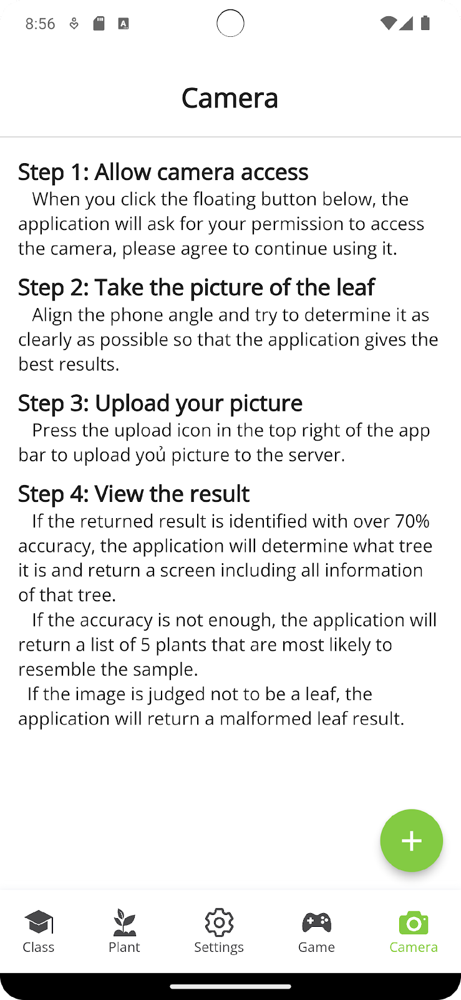 8:56
A
Camera
Step 1: Allow camera access
When you click the floating button below, the
application will ask for your permission to access
the camera, please agree to continue using it.
Step 2: Take the picture of the leaf
Align the phone angle and try to determine it as
clearly as possible so that the application gives the
best results.
Step 3: Upload your picture
Press the upload icon in the top right of the app
bar to upload yoủ picture to the server.
Step 4: View the result
If the returned result is identified with over 70%
accuracy, the application will determine what tree
it is and return a screen including all information
of that tree.
If the accuracy is not enough, the application will
return a list of 5 plants that are most likely to
resemble the sample.
If the image is judged not to be a leaf, the
application will return a malformed leaf result.
Class Plant Settings Game Camera